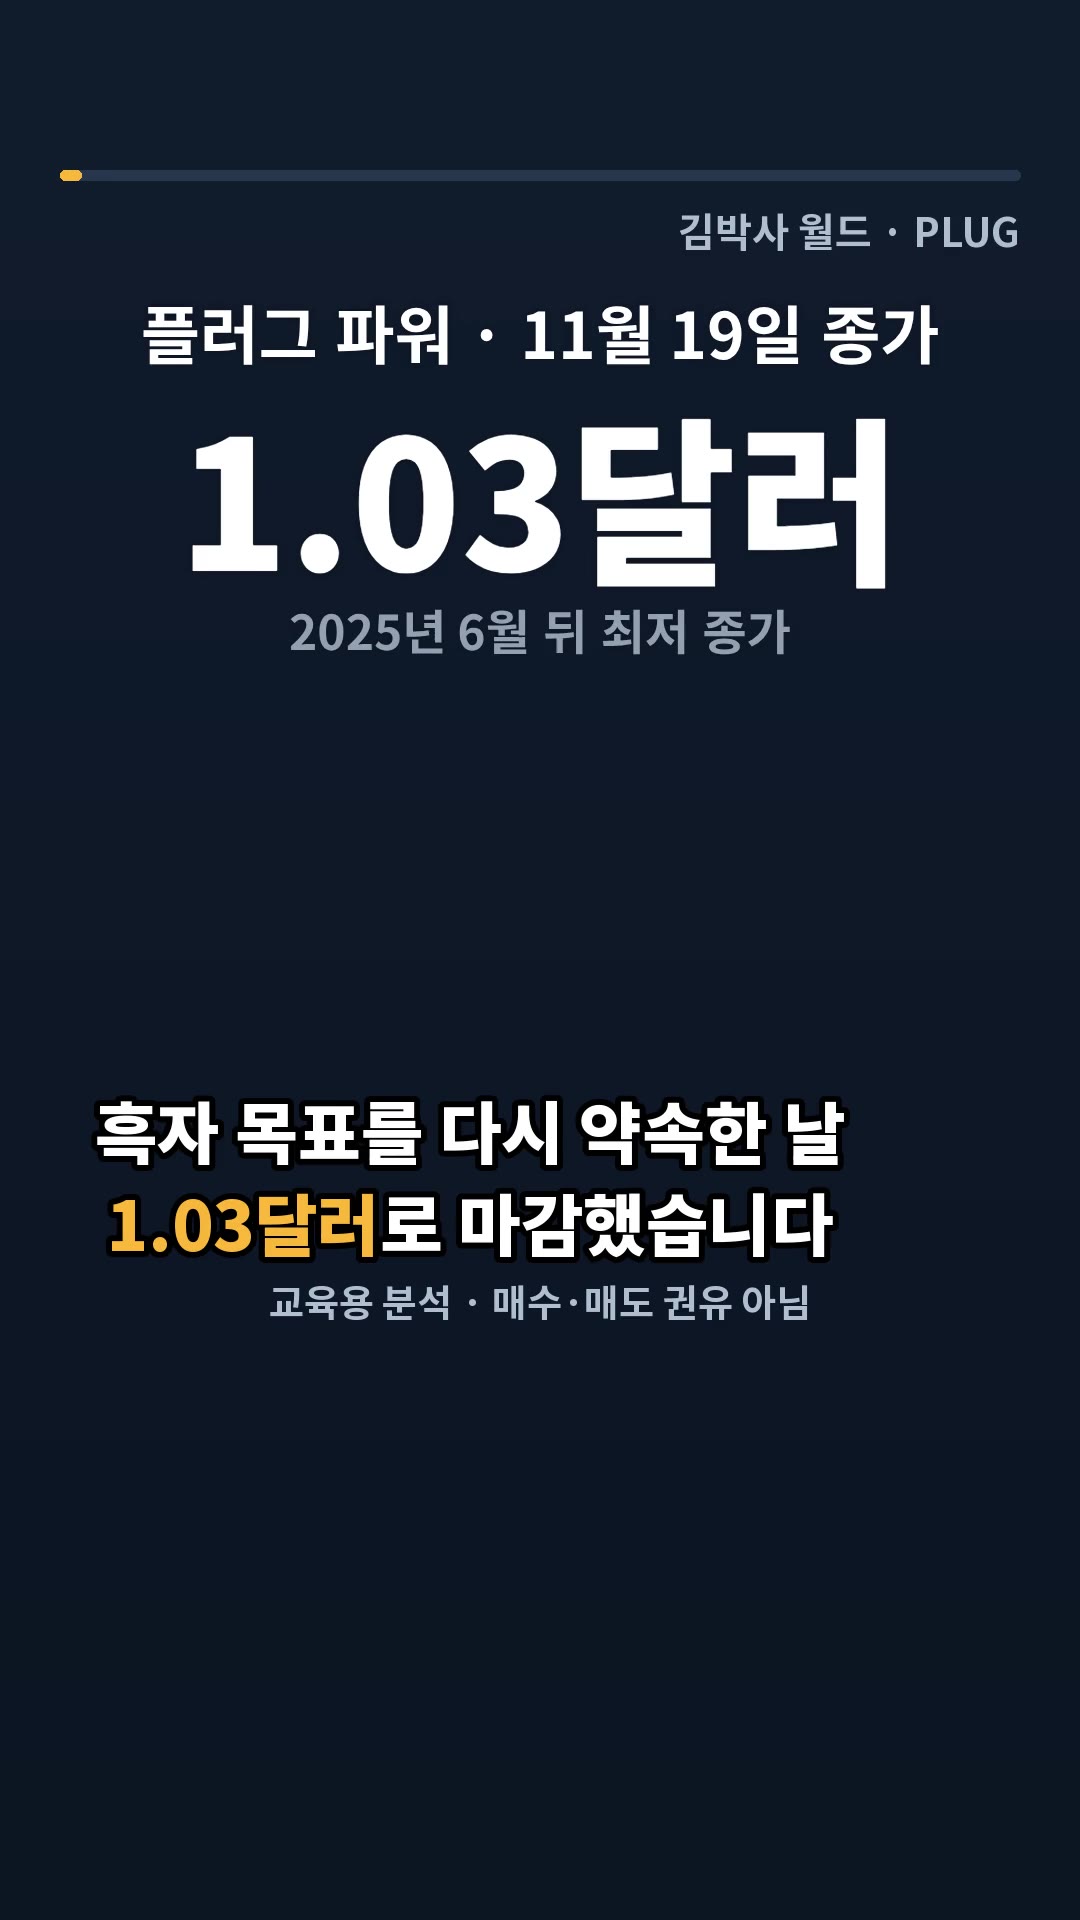 김박사 월드 · PLUG
플러그 파워 · 11월 19일 종가
1.03달러
2025년 6월 뒤 최저 종가
흑자 목표를 다시 약속한 날
1.03달러로 마감했습니다
교육용 분석 · 매수·매도 권유 아님